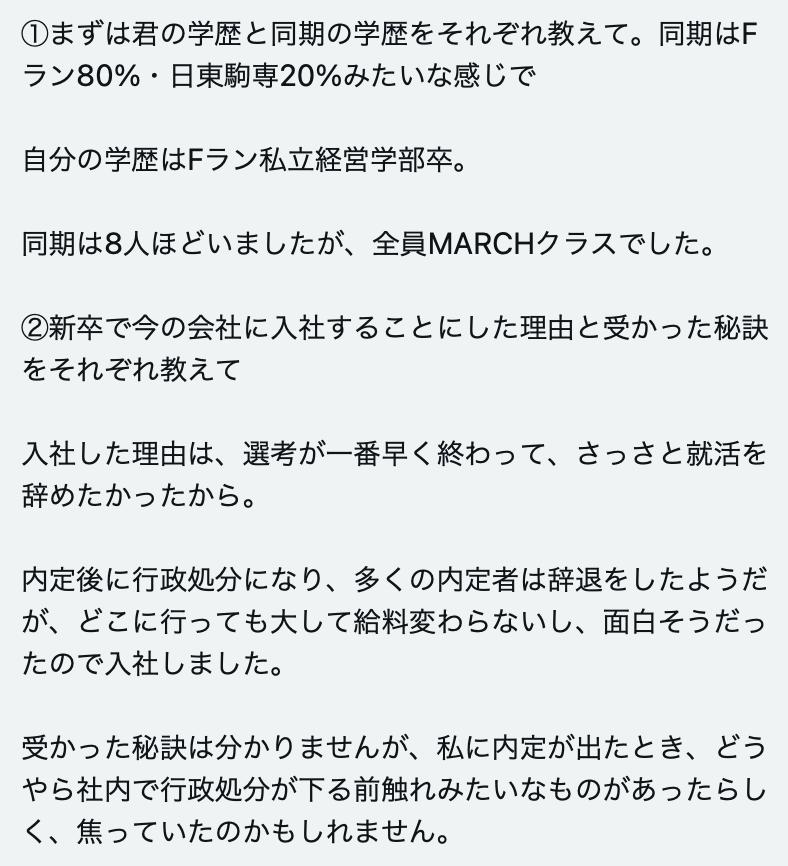 ①まずは君の学歴と同期の学歴をそれぞれ教えて。同期はF
ラン80%・日東駒専20%みたいな感じで
自分の学歴はFラン私立経営学部卒。
同期は8人ほどいましたが、全員MARCHクラスでした。
②新卒で今の会社に入社することにした理由と受かった秘訣
をそれぞれ教えて
入社した理由は、選考が一番早く終わって、さっさと就活を
辞めたかったから。
内定後に行政処分になり、多くの内定者は辞退をしたようだ
が、どこに行っても大して給料変わらないし、面白そうだっ
たので入社しました。
受かった秘訣は分かりませんが、私に内定が出たとき、どう
やら社内で行政処分が下る前触れみたいなものがあったらし
く、焦っていたのかもしれません。